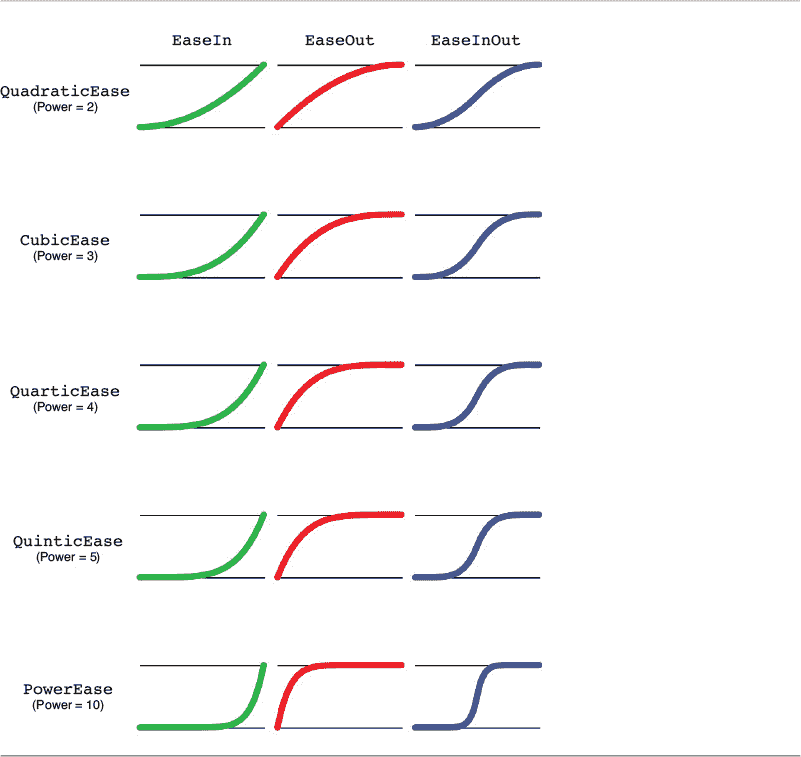 EaseIn EaseOut EaseInOut
QuadraticEase
(Power = 2)
CubicEase
(Power = 3)
QuarticEase
(Power = 4)
QuinticEase
(Power = 5)
PowerEase
(Power = 10)